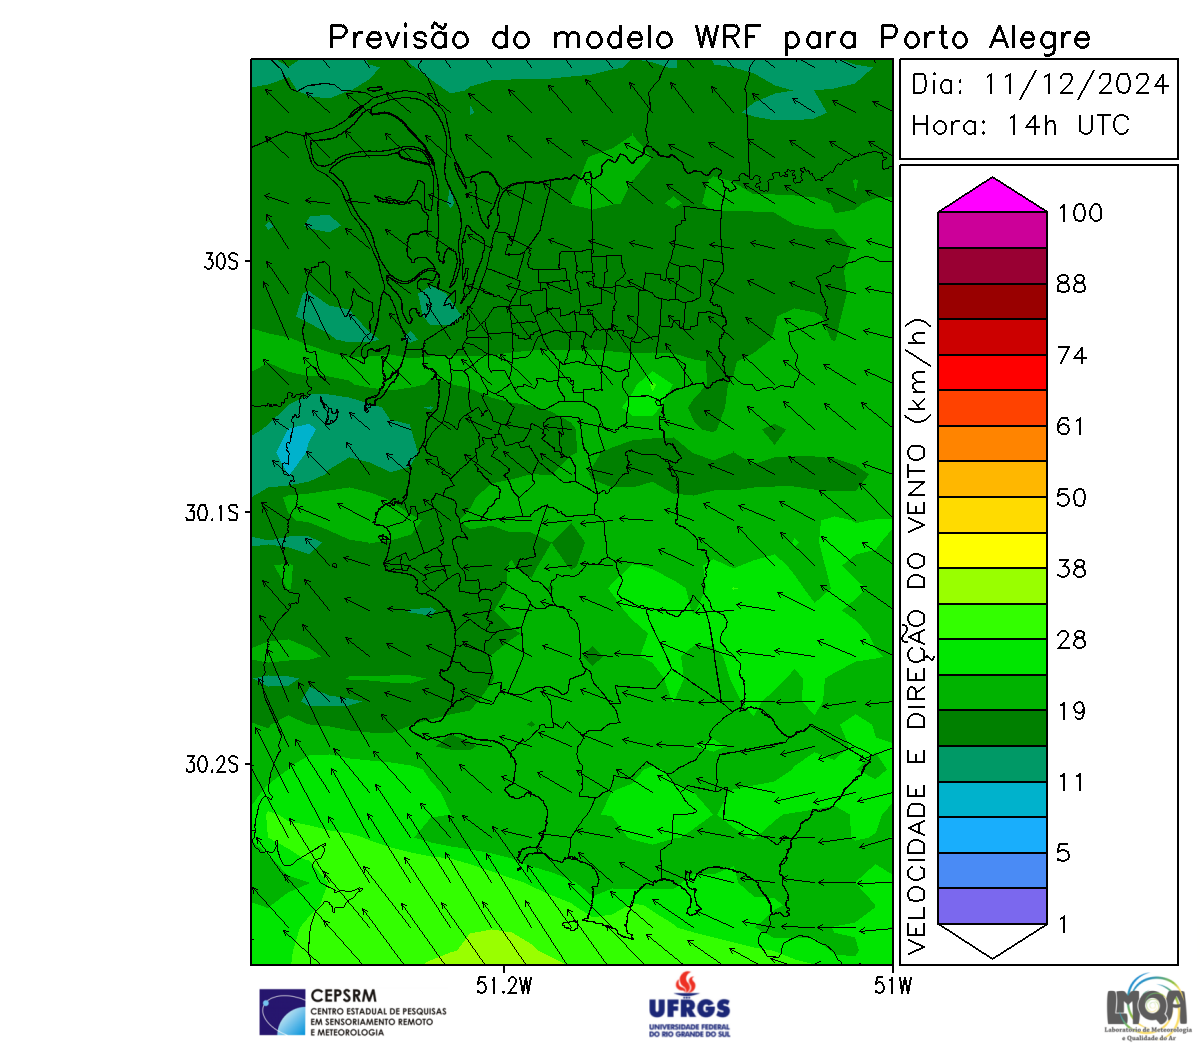 Previsão do modelo WRF para Porto Alegre
Dia: 11/12/2024
Hora: 14h UTC
100
88
74
61
50
38
28
19
11
5
1
VELOCIDADE E DIREÇÃO DO VENTO (km/h)
30S
30.1S
30.2S
51.2W
51W
CEPSRM
CENTRO ESTADUAL DE PESQUISAS
EM SENSORIAMENTO REMOTO
E METEOROLOGIA
UFRGS
UNIVERSIDADE FEDERAL
DO RIO GRANDE DO SUL
LMQA
Laboratório de Meteorologia
e Qualidade do Ar